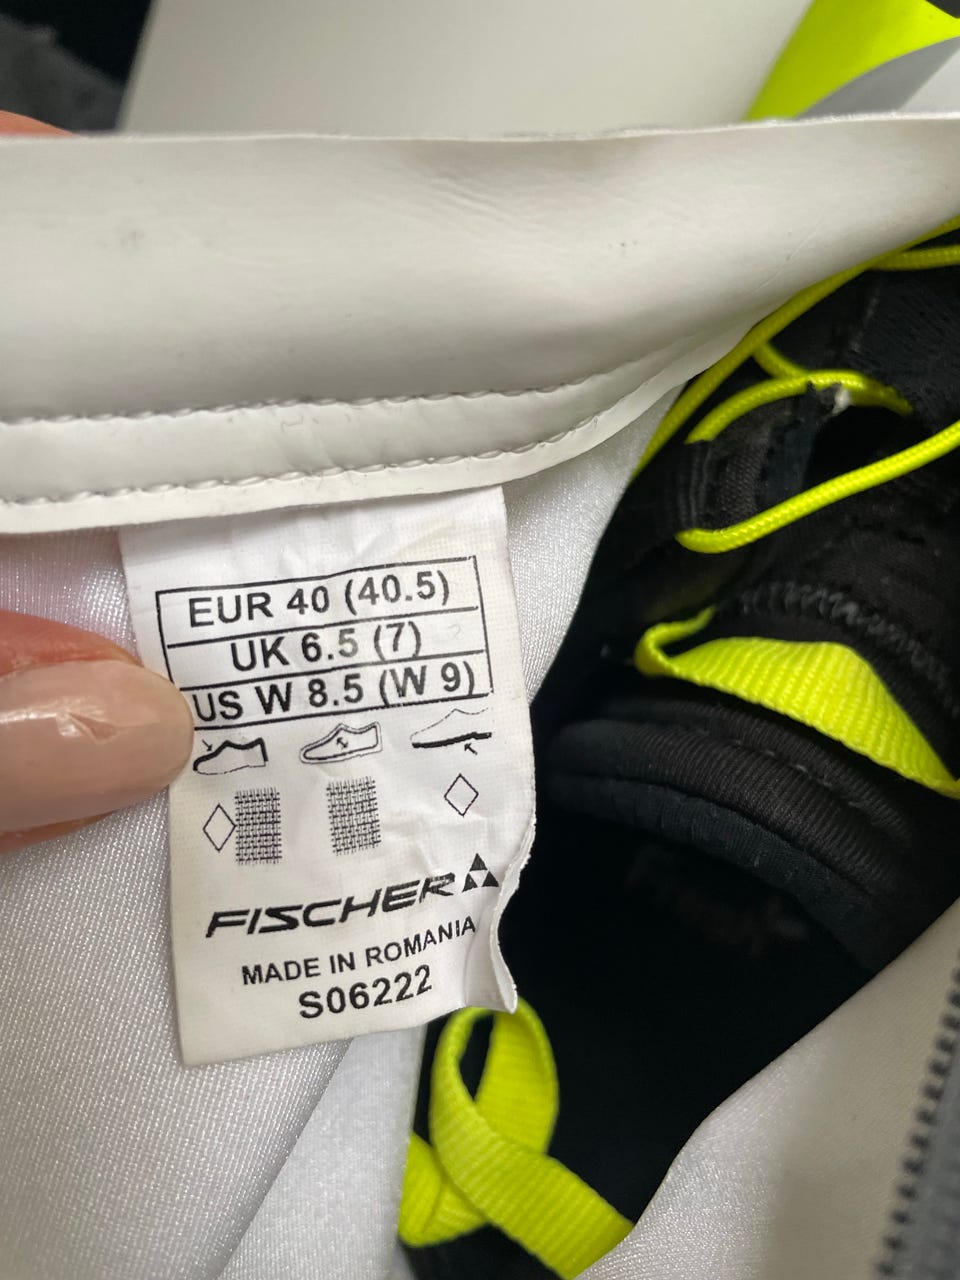 EUR 40 (40.5)
UK 6.5 (7)
US W 8.5 (W 9)
FISCHER
MADE IN ROMANIA
S06222